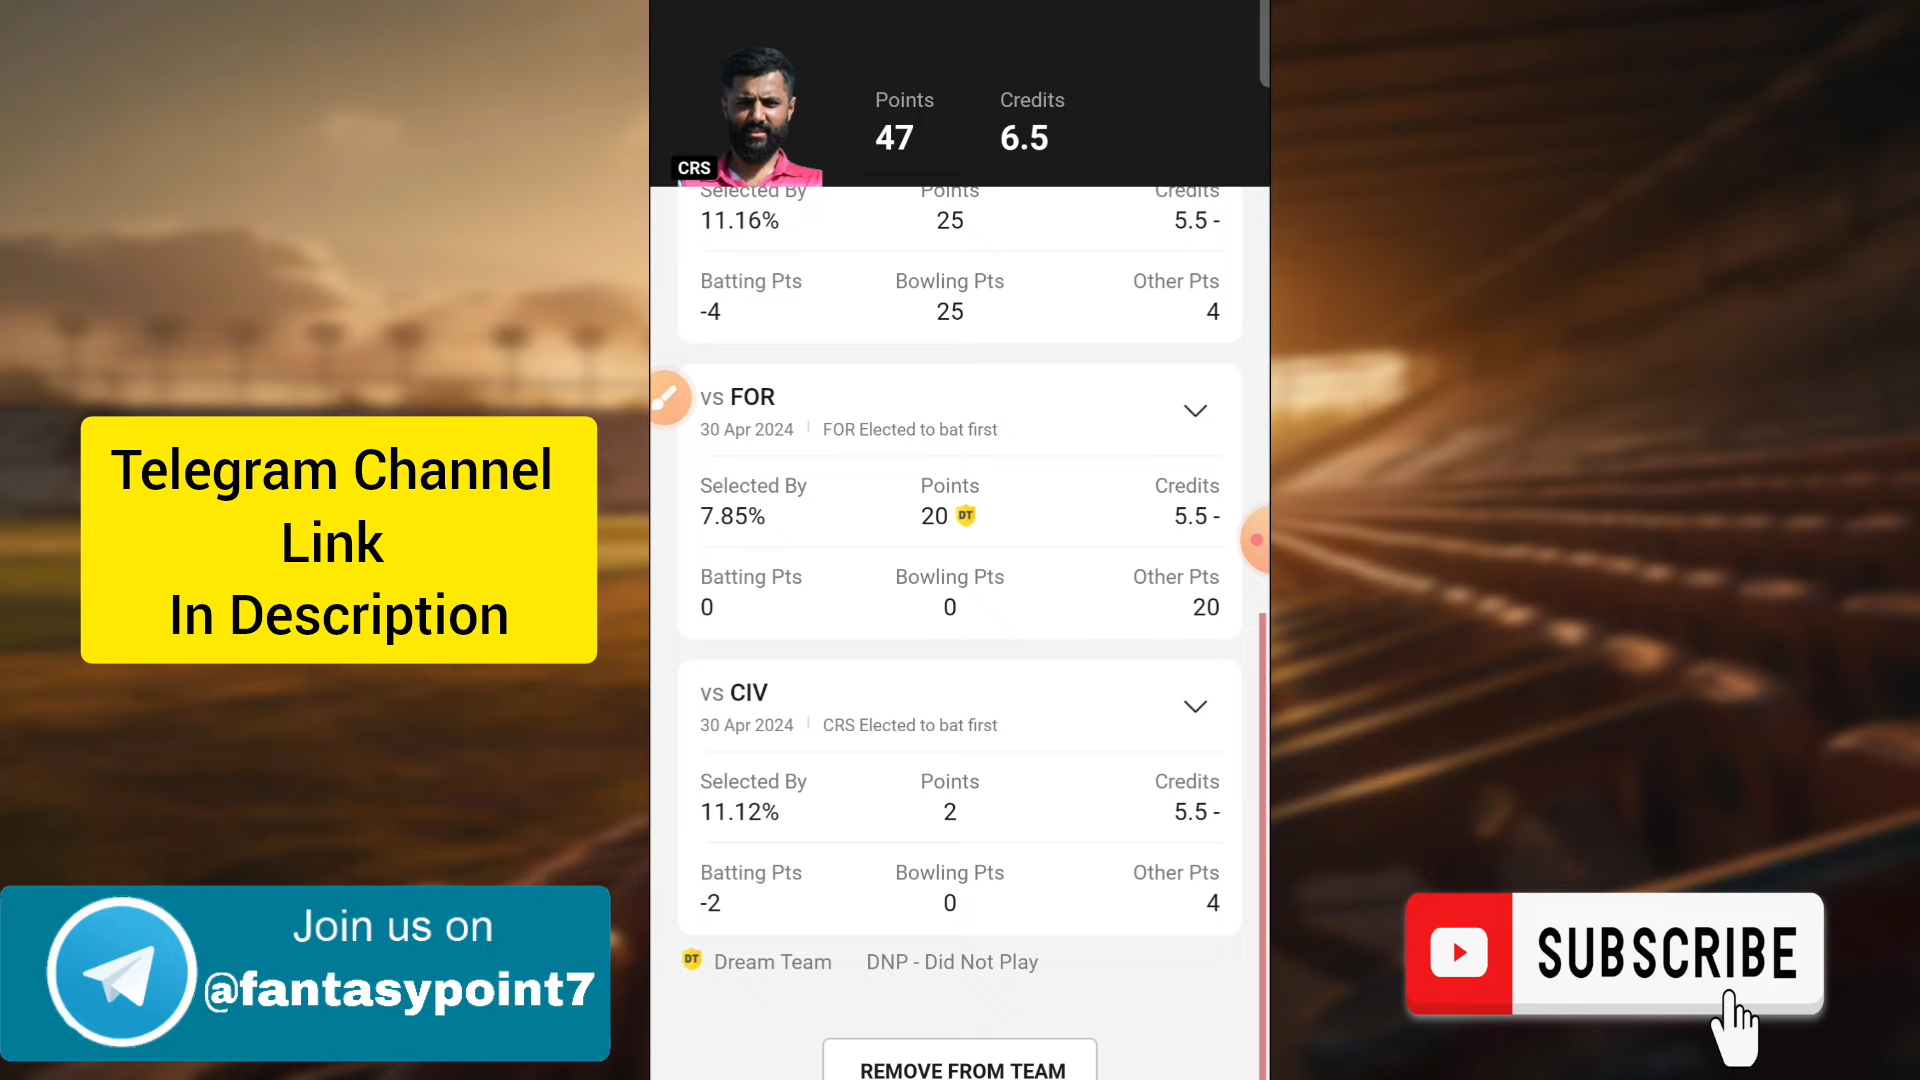 Points
Credits
47
6.5
CRS
Selected By
Points
Credits
11.16%
25
5.5 -
Batting Pts
Bowling Pts
Other Pts
-4
25
4
vs FOR
30 Apr 2024
FOR Elected to bat first
Selected By
Points
Credits
7.85%
20 DT
5.5 -
Batting Pts
Bowling Pts
Other Pts
0
0
20
vs CIV
30 Apr 2024
CRS Elected to bat first
Selected By
Points
Credits
11.12%
2
5.5 -
Batting Pts
Bowling Pts
Other Pts
-2
0
4
DT Dream Team
DNP - Did Not Play
REMOVE FROM TEAM
Telegram Channel
Link
In Description
Join us on
@fantasypoint7
SUBSCRIBE